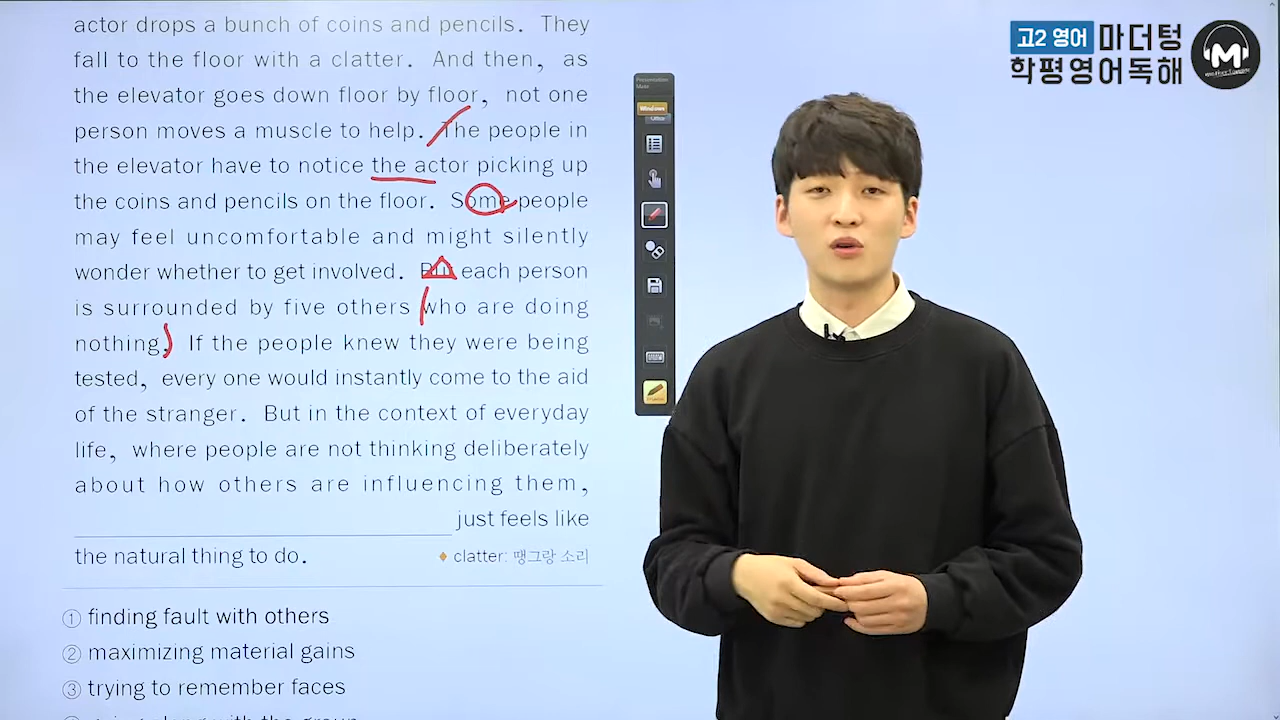 actor drops a bunch of coins and pencils. They
fall to the floor with a clatter. And then, as
the elevator goes down floor by floor, not one
person moves a muscle to help. The people in
the elevator have to notice the actor picking up
the coins and pencils on the floor. Some people
may feel uncomfortable and might silently
wonder whether to get involved. But each person
is surrounded by five others who are doing
nothing. If the people knew they were being
tested, every one would instantly come to the aid
of the stranger. But in the context of everyday
life, where people are not thinking deliberately
about how others are influencing them,
just feels like
the natural thing to do.
◆ clatter: 땡그랑 소리
① finding fault with others
② maximizing material gains
③ trying to remember faces
고2 영어 마더텅
학평영어독해
M
Windows